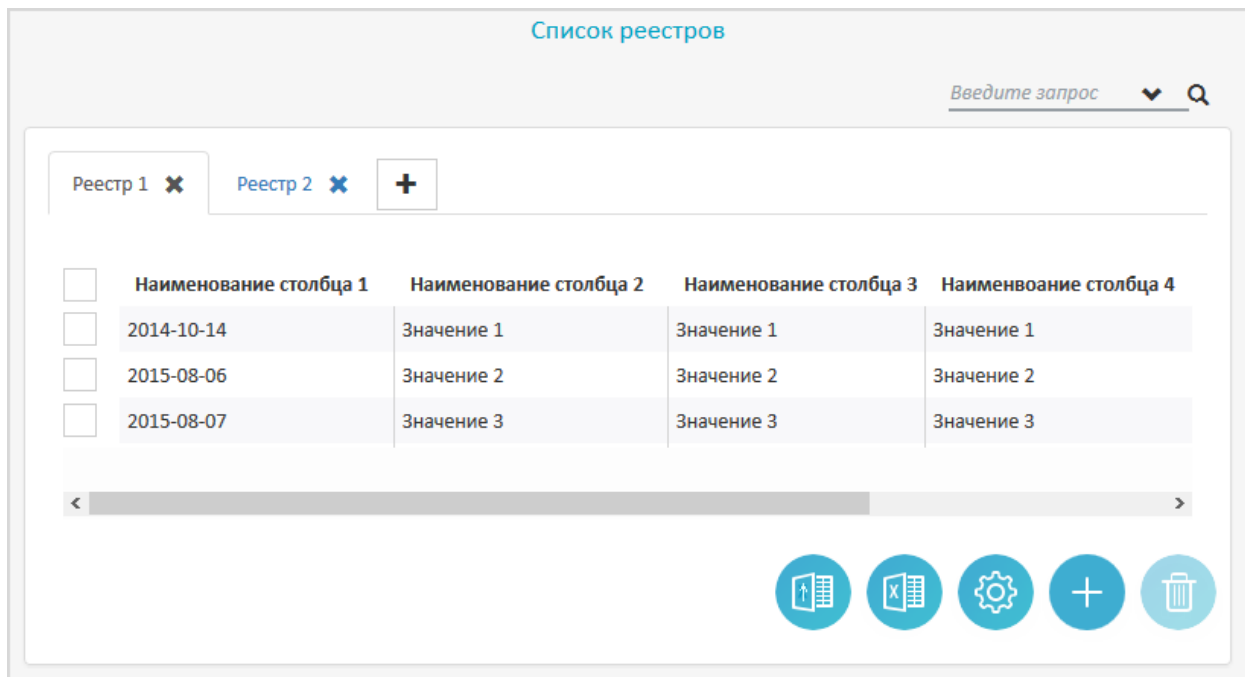 Список реестров
Введите запрос
Реестр 1 Реестр 2
Наименование столбца 1 Наименование столбца 2 Наименование столбца 3 Наименвоание столбца 4
2014-10-14 Значение 1 Значение 1 Значение 1
2015-08-06 Значение 2 Значение 2 Значение 2
2015-08-07 Значение 3 Значение 3 Значение 3